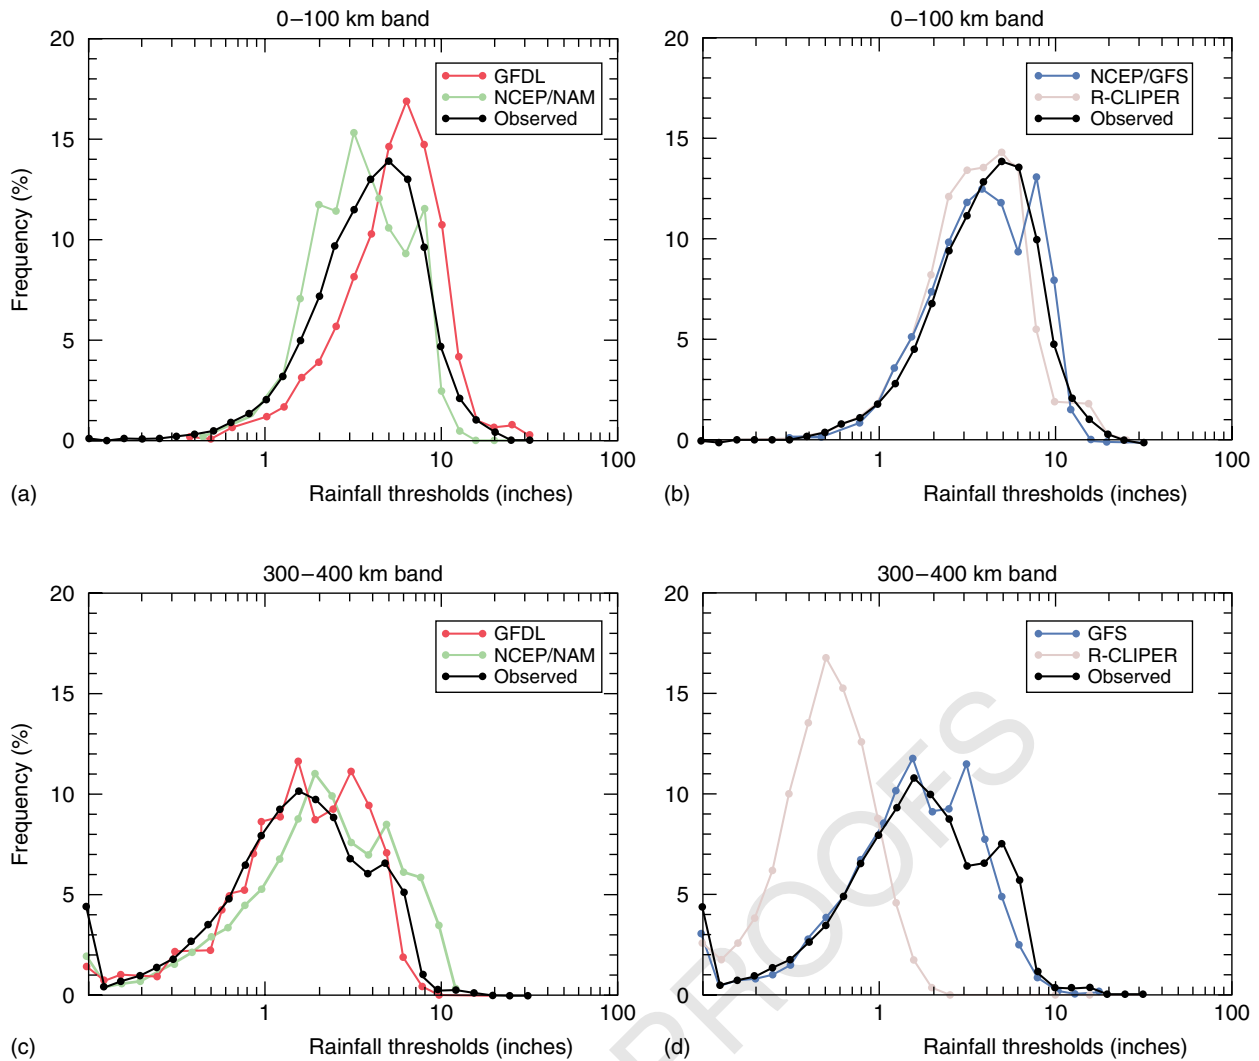 0–100 km band
20
15
10
5
0
Frequency (%)
GFDL
NCEP/NAM
Observed
1
10
100
Rainfall thresholds (inches)
(a)
0–100 km band
20
15
10
5
0
NCEP/GFS
R-CLIPER
Observed
1
10
100
Rainfall thresholds (inches)
(b)
300–400 km band
20
15
10
5
0
Frequency (%)
GFDL
NCEP/NAM
Observed
1
10
100
Rainfall thresholds (inches)
(c)
300–400 km band
20
15
10
5
0
GFS
R-CLIPER
Observed
1
10
100
Rainfall thresholds (inches)
(d)
PROOFS